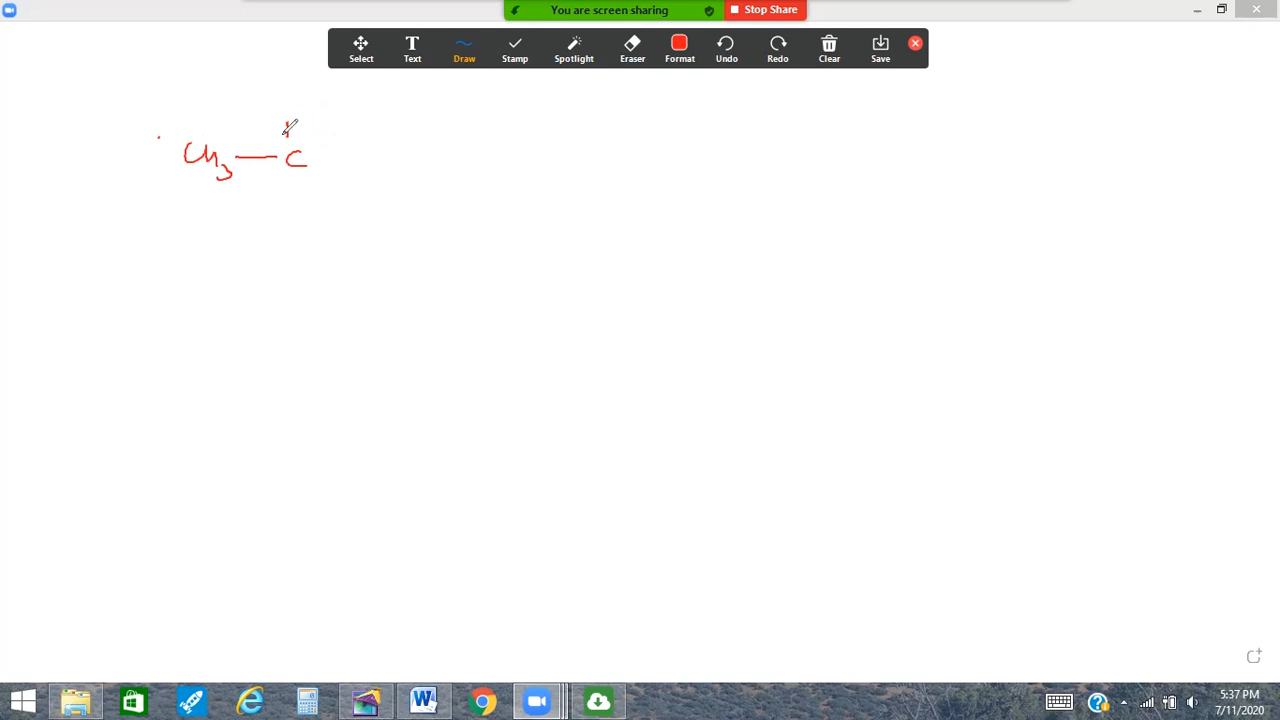 You are screen sharing
Stop Share
Select
Text
Draw
Stamp
Spotlight
Eraser
Format
Undo
Redo
Clear
Save
CH3 — C
5:37 PM
7/11/2020